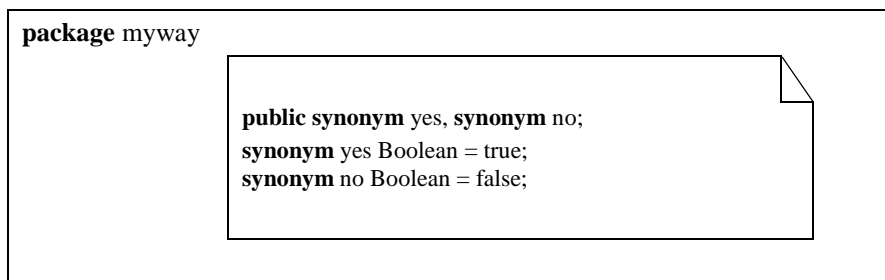 package myway
public synonym yes, synonym no;
synonym yes Boolean = true;
synonym no Boolean = false;